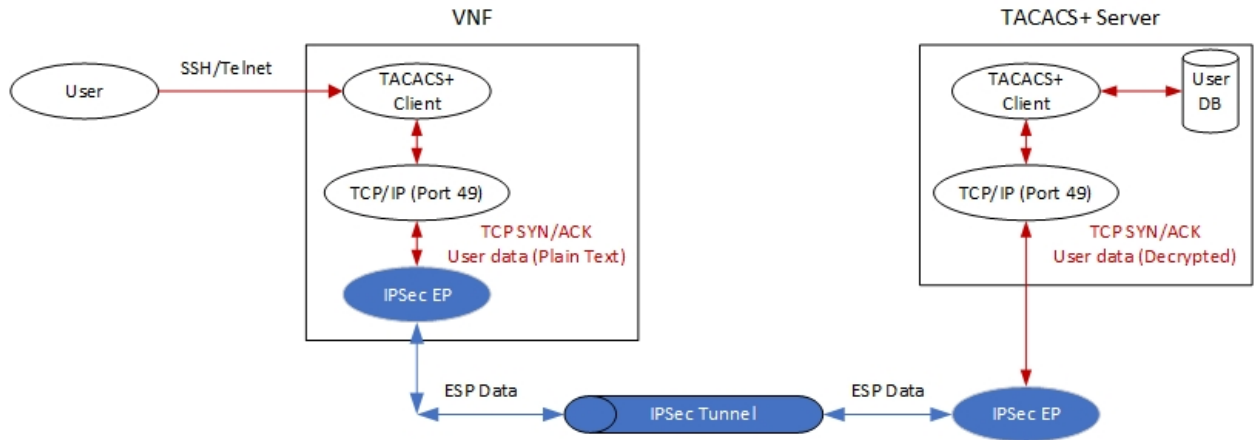 VNF
TACACS+ Server
SSH/Telnet
User
TACACS+
Client
TCP/IP (Port 49)
TCP SYN/ACK
User data (Plain Text)
IPSec EP
TACACS+
Client
User
DB
TCP/IP (Port 49)
TCP SYN/ACK
User data (Decrypted)
ESP Data
IPSec Tunnel
ESP Data
IPSec EP